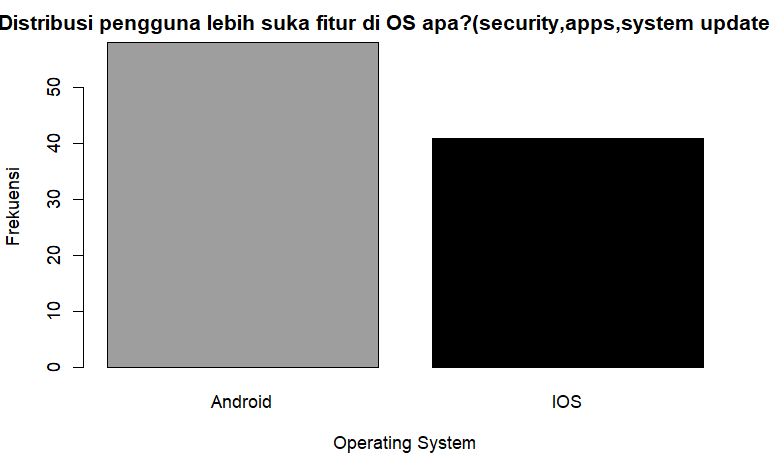 Distribusi pengguna lebih suka fitur di OS apa?(security,apps,system update
50
40
30
20
10
0
Frekuensi
Android
IOS
Operating System